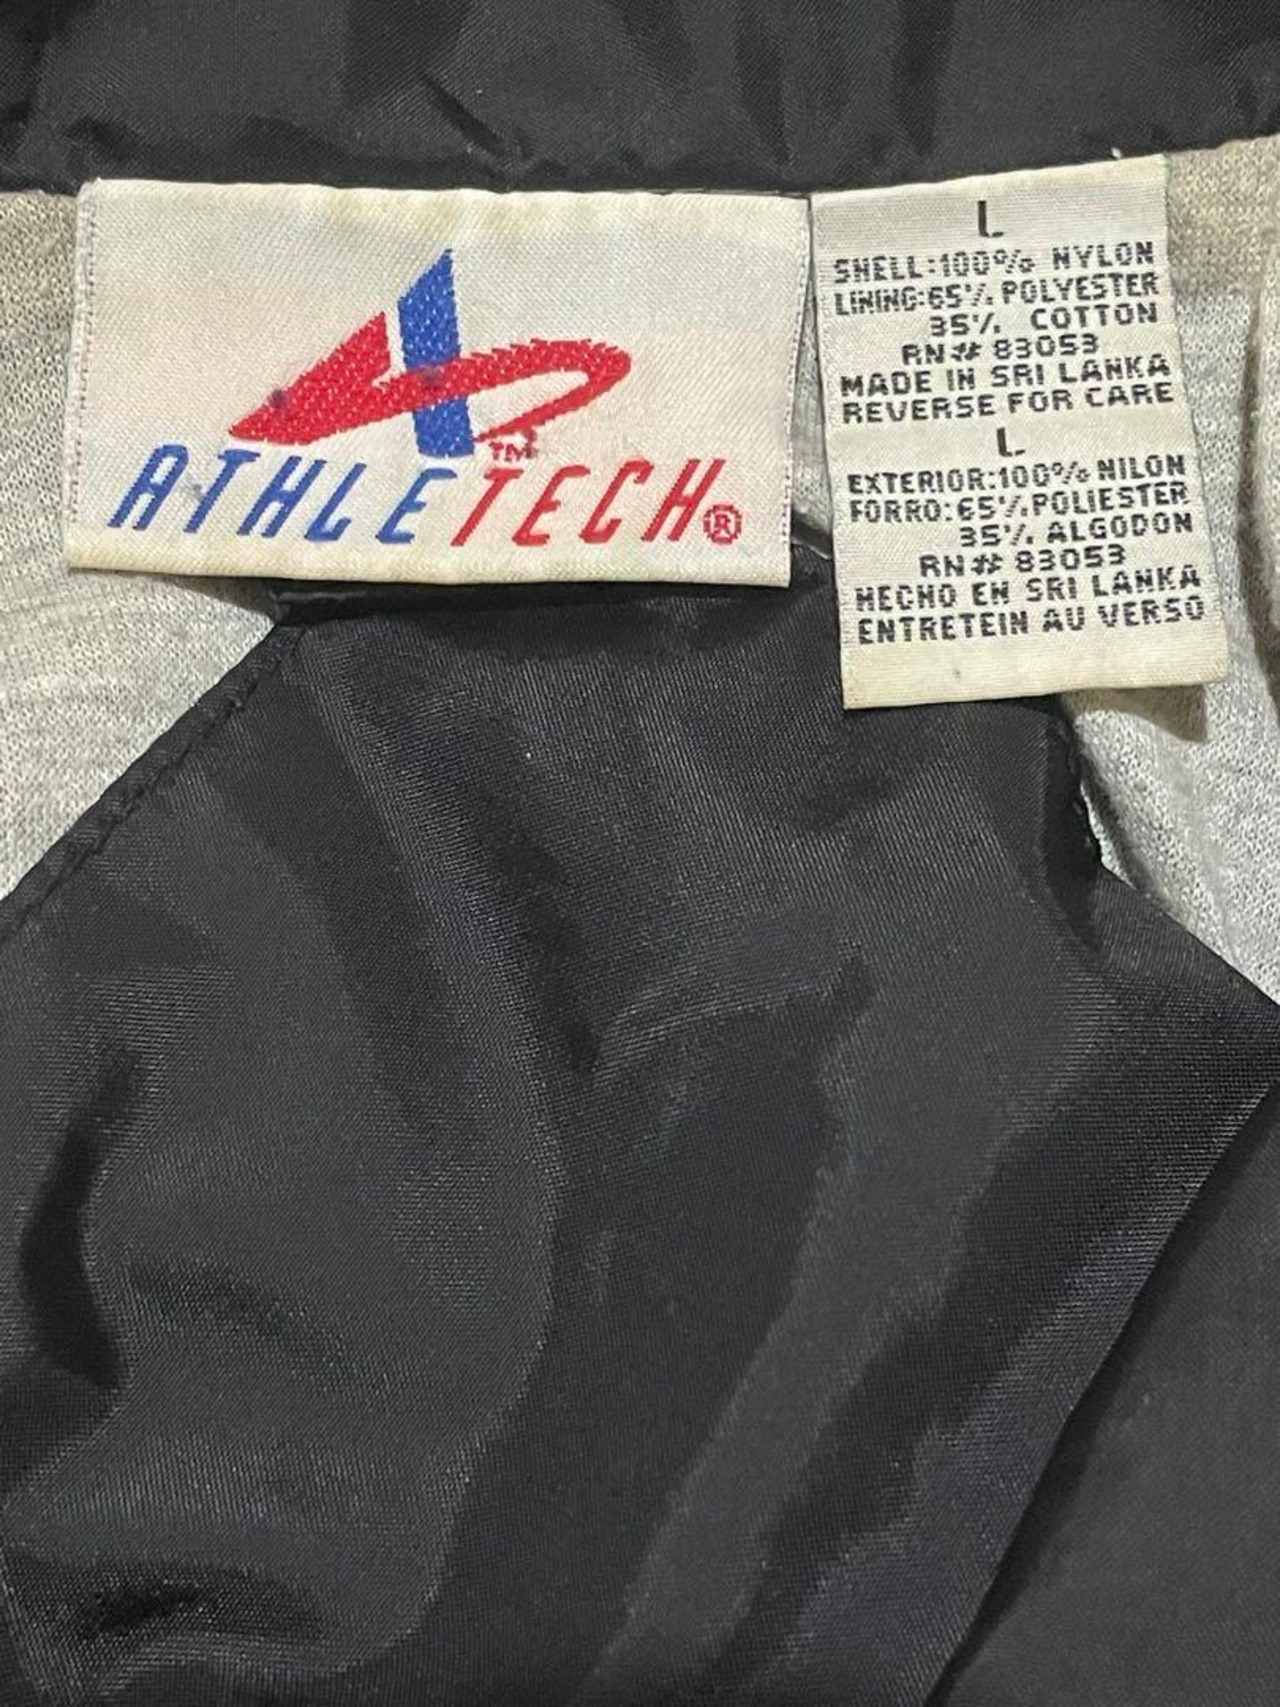 ™
ATHLETECH®
L
SHELL:100% NYLON
LINING:65% POLYESTER
35% COTTON
RN# 83053
MADE IN SRI LANKA
REVERSE FOR CARE
L
EXTERIOR:100% NILON
FORRO:65% POLIESTER
35% ALGODON
RN# 83053
HECHO EN SRI LANKA
ENTRETEIN AU VERSO